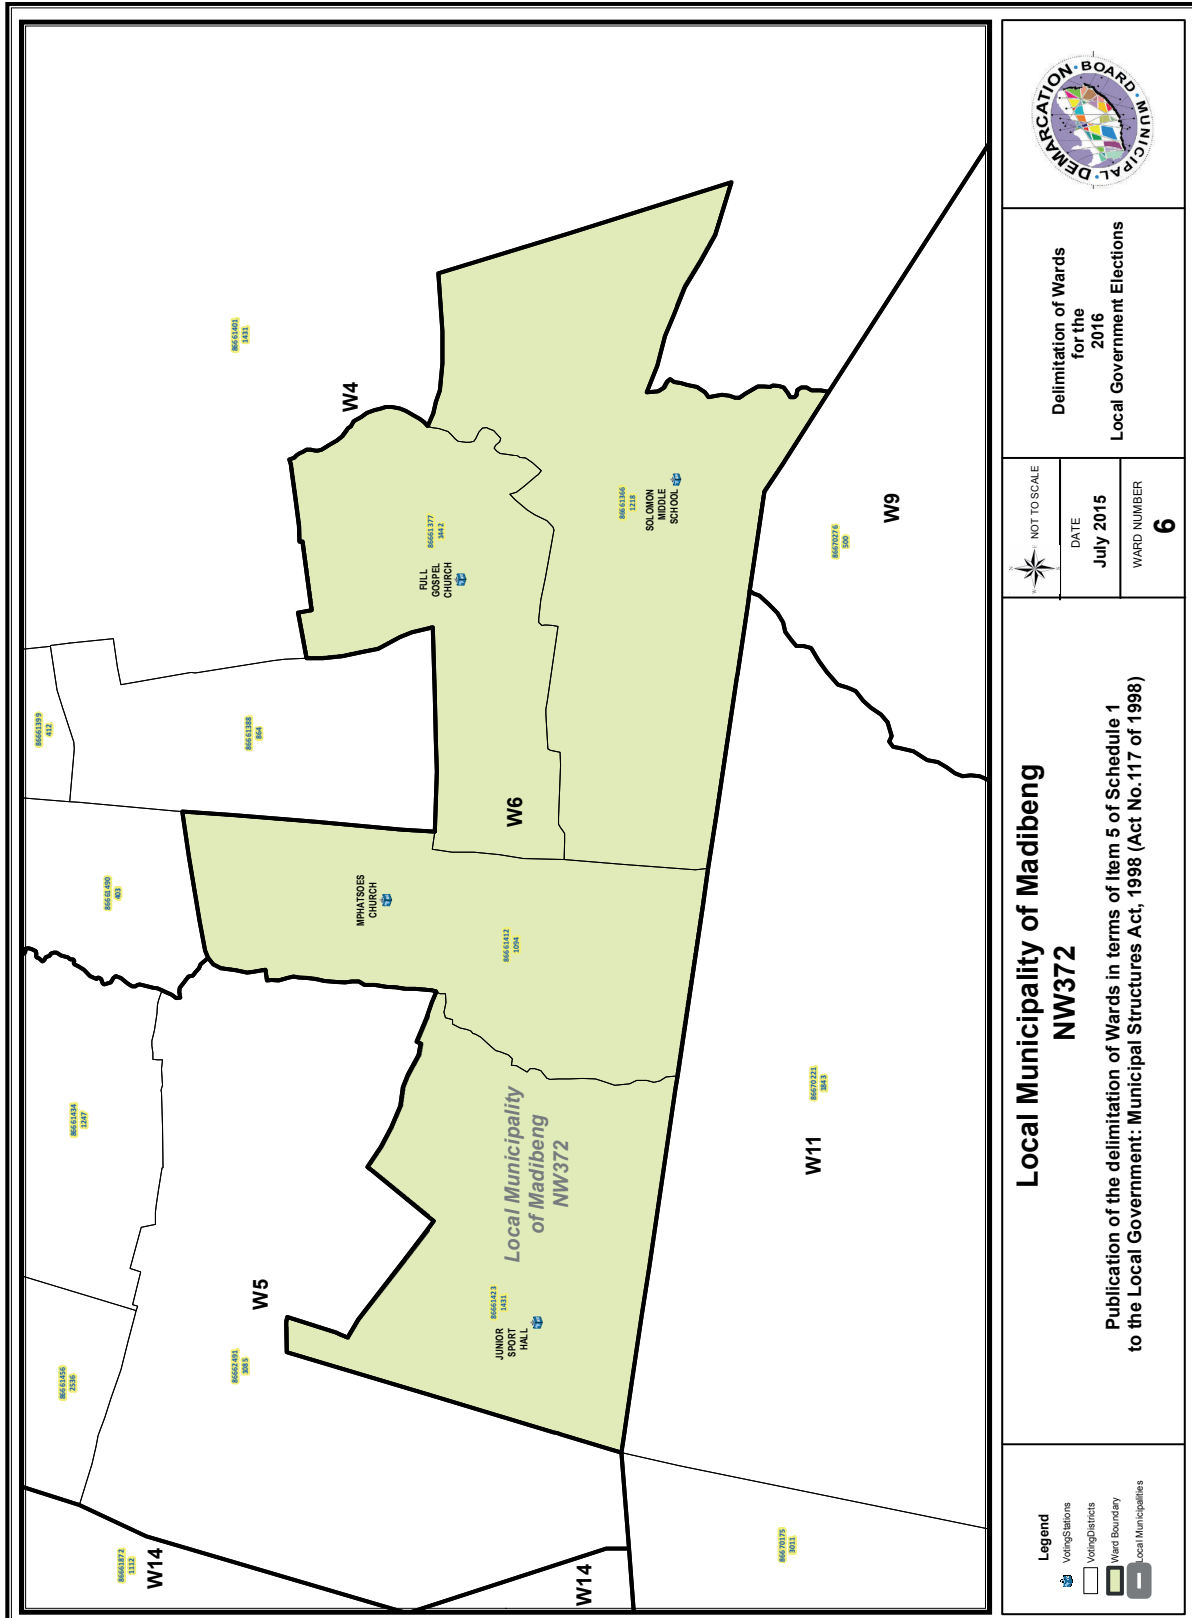 86661401
1431
W4
86661399
412
86661388
864
86661377
1442
FULL
GOSPEL
CHURCH
86661366
1218
SOLOMON
MIDDLE
SCHOOL
W9
86670276
500
W6
86661490
403
MPHATSOES
CHURCH
86661412
1094
86661434
1247
Local Municipality
of Madibeng
NW372
86670221
1843
W11
W5
86661456
2536
86662491
1085
JUNIOR
SPORT
HALL
86661423
1431
86661872
1112
W14
W14
86670175
3011
Legend
VotingStations
VotingDistricts
Ward Boundary
Local Municipalities
Local Municipality of Madibeng
NW372
Publication of the delimitation of Wards in terms of Item 5 of Schedule 1
to the Local Government: Municipal Structures Act, 1998 (Act No.117 of 1998)
NOT TO SCALE
DATE
July 2015
WARD NUMBER
6
Delimitation of Wards
for the
2016
Local Government Elections
MUNICIPAL • DEMARCATION • BOARD •